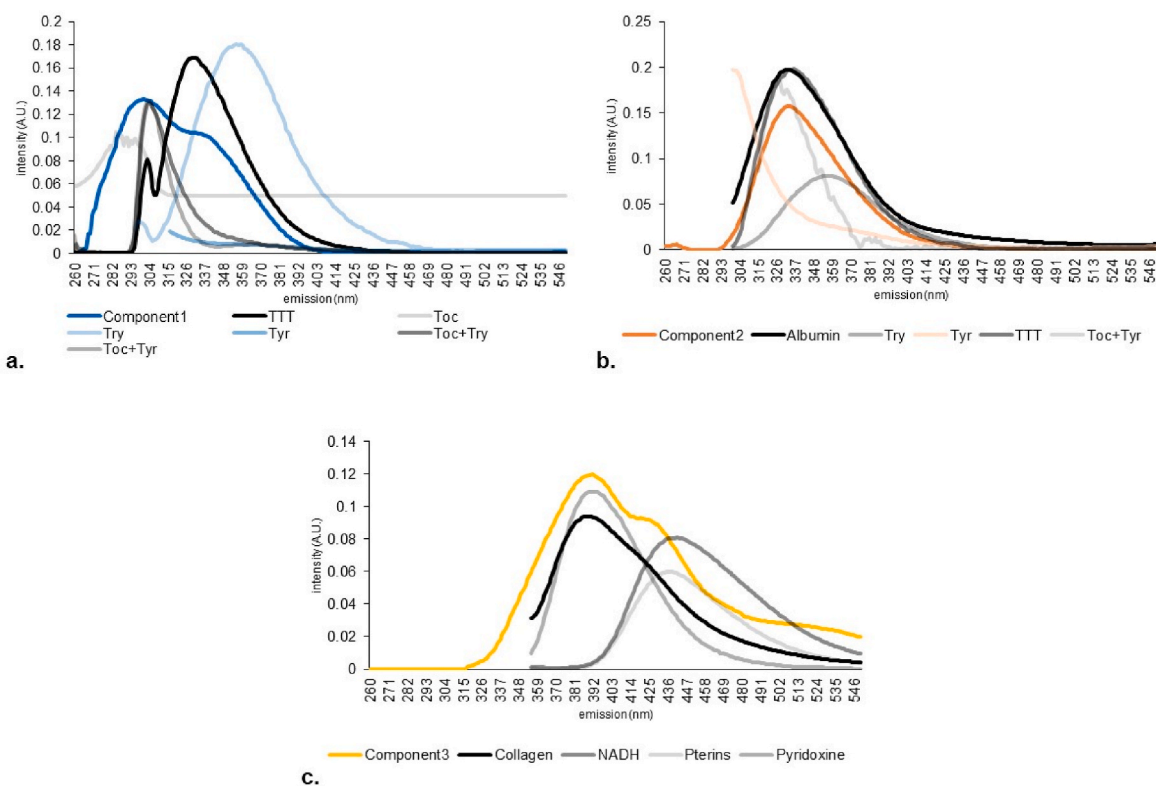 0.2
0.18
0.16
0.14
0.12
0.1
0.08
0.06
0.04
0.02
0
intensity (A.U.)
260 271 282 293 304 315 326 337 348 359 370 381 392 403 414 425 436 447 458 469 480 491 502 513 524 535 546
emission (nm)
Component1 TTT Toc
Try Tyr Toc+Try
Toc+Tyr
a.
0.25
0.2
0.15
0.1
0.05
0
intensity (A.U.)
260 271 282 293 304 315 326 337 348 359 370 381 392 403 414 425 436 447 458 469 480 491 502 513 524 535 546
emission (nm)
Component2 Albumin Try Tyr TTT Toc+Tyr
b.
0.14
0.12
0.1
0.08
0.06
0.04
0.02
0
intensity (A.U.)
260 271 282 293 304 315 326 337 348 359 370 381 392 403 414 425 436 447 458 469 480 491 502 513 524 535 546
emission (nm)
Component3 Collagen NADH Pterins Pyridoxine
c.